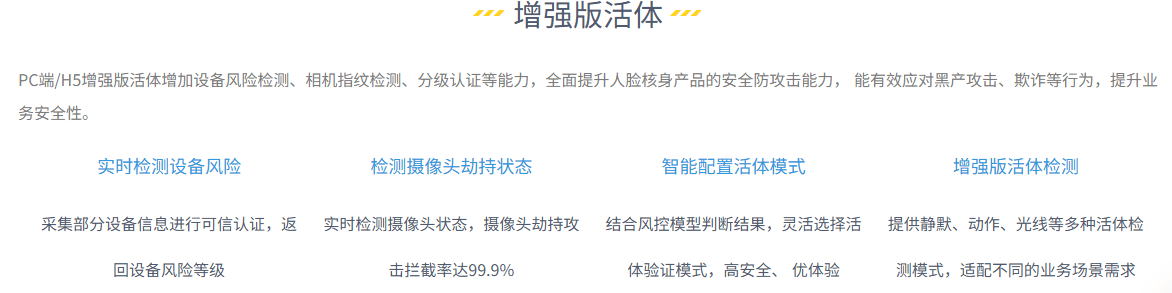 增强版活体
PC端/H5增强版活体增加设备风险检测、相机指纹检测、分级认证等能力，全面提升人脸核身产品的安全防攻击能力， 能有效应对黑产攻击、欺诈等行为，提升业
务安全性。
实时检测设备风险
采集部分设备信息进行可信认证，返
回设备风险等级
检测摄像头劫持状态
实时检测摄像头状态，摄像头劫持攻
击拦截率达99.9%
智能配置活体模式
结合风控模型判断结果，灵活选择活
体验证模式，高安全、 优体验
增强版活体检测
提供静默、动作、光线等多种活体检
测模式，适配不同的业务场景需求